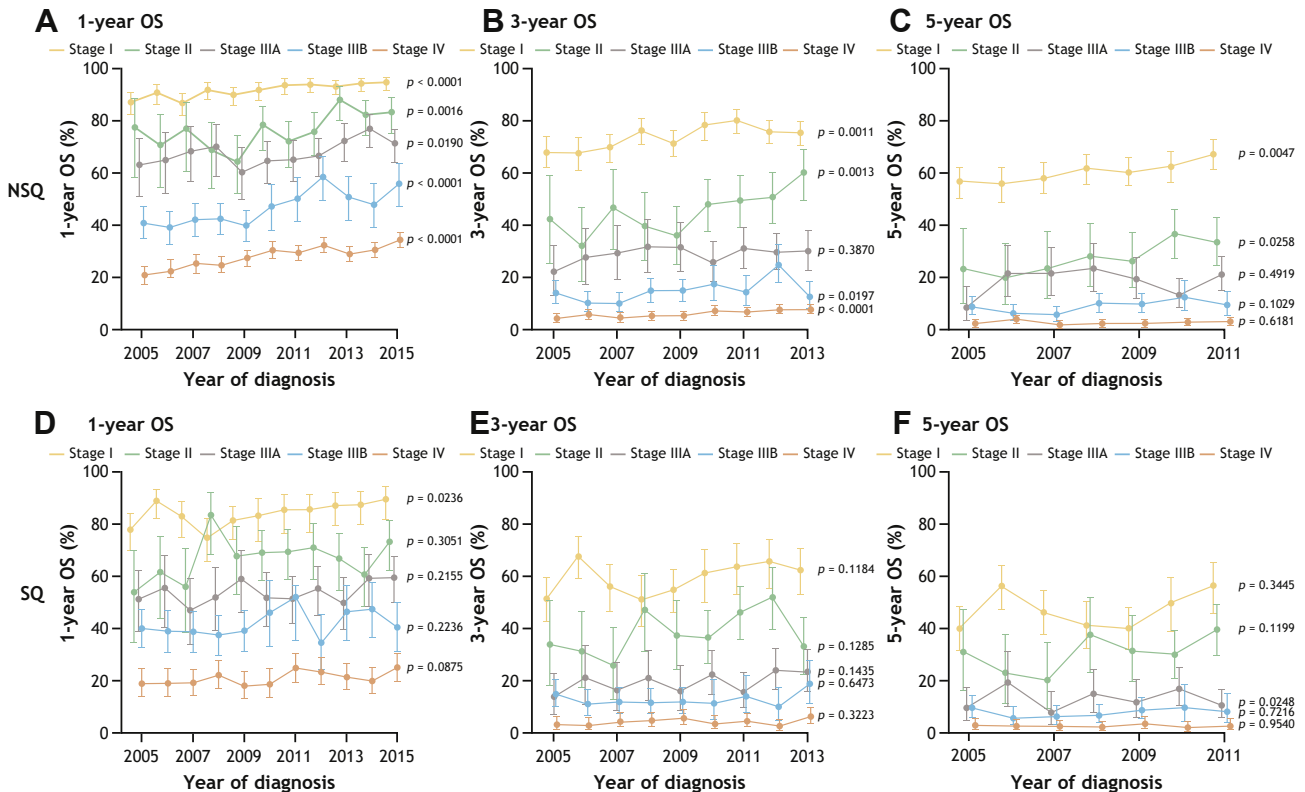 A 1-year OS
Stage I Stage II Stage IIIA Stage IIIB Stage IV
NSQ
1-year OS (%)
100
80
60
40
20
0
p < 0.0001
p = 0.0016
p = 0.0190
p < 0.0001
p < 0.0001
2005 2007 2009 2011 2013 2015
Year of diagnosis
B 3-year OS
Stage I Stage II Stage IIIA Stage IIIB Stage IV
3-year OS (%)
100
80
60
40
20
0
p = 0.0011
p = 0.0013
p = 0.3870
p = 0.0197
p < 0.0001
2005 2007 2009 2011 2013
Year of diagnosis
C 5-year OS
Stage I Stage II Stage IIIA Stage IIIB Stage IV
5-year OS (%)
100
80
60
40
20
0
p = 0.0047
p = 0.0258
p = 0.4919
p = 0.1029
p = 0.6181
2005 2007 2009 2011
Year of diagnosis
D 1-year OS
Stage I Stage II Stage IIIA Stage IIIB Stage IV
SQ
1-year OS (%)
100
80
60
40
20
0
p = 0.0236
p = 0.3051
p = 0.2155
p = 0.2236
p = 0.0875
2005 2007 2009 2011 2013 2015
Year of diagnosis
E 3-year OS
Stage I Stage II Stage IIIA Stage IIIB Stage IV
3-year OS (%)
100
80
60
40
20
0
p = 0.1184
p = 0.1285
p = 0.1435
p = 0.6473
p = 0.3223
2005 2007 2009 2011 2013
Year of diagnosis
F 5-year OS
Stage I Stage II Stage IIIA Stage IIIB Stage IV
5-year OS (%)
100
80
60
40
20
0
p = 0.3445
p = 0.1199
p = 0.0248
p = 0.7216
p = 0.9540
2005 2007 2009 2011
Year of diagnosis